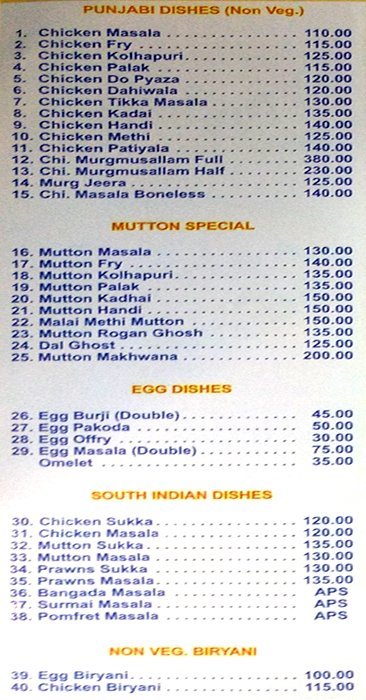 PUNJABI DISHES (Non Veg.)
1. Chicken Masala 110.00
2. Chicken Fry 115.00
3. Chicken Kolhapuri 125.00
4. Chicken Palak 115.00
5. Chicken Do Pyaza 120.00
6. Chicken Dahiwala 120.00
7. Chicken Tikka Masala 130.00
8. Chicken Kadai 135.00
9. Chicken Handi 140.00
10. Chicken Methi 125.00
11. Chicken Patiyala 140.00
12. Chi. Murgmusallam Full 380.00
13. Chi. Murgmusallam Half 230.00
14. Murg Jeera 125.00
15. Chi. Masala Boneless 140.00
MUTTON SPECIAL
16. Mutton Masala 130.00
17. Mutton Fry 140.00
18. Mutton Kolhapuri 135.00
19. Mutton Palak 135.00
20. Mutton Kadhai 150.00
21. Mutton Handi 150.00
22. Malai Methi Mutton 150.00
23. Mutton Rogan Ghosh 135.00
24. Dal Ghost 125.00
25. Mutton Makhwana 200.00
EGG DISHES
26. Egg Burji (Double) 45.00
27. Egg Pakoda 50.00
28. Egg Offry 30.00
29. Egg Masala (Double) 75.00
Omelet 35.00
SOUTH INDIAN DISHES
30. Chicken Sukka 120.00
31. Chicken Masala 120.00
32. Mutton Sukka 135.00
33. Mutton Masala 130.00
34. Prawns Sukka 130.00
35. Prawns Masala 135.00
36. Bangada Masala APS
37. Surmai Masala APS
38. Pomfret Masala APS
NON VEG. BIRYANI
39. Egg Biryani 100.00
40. Chicken Biryani 115.00